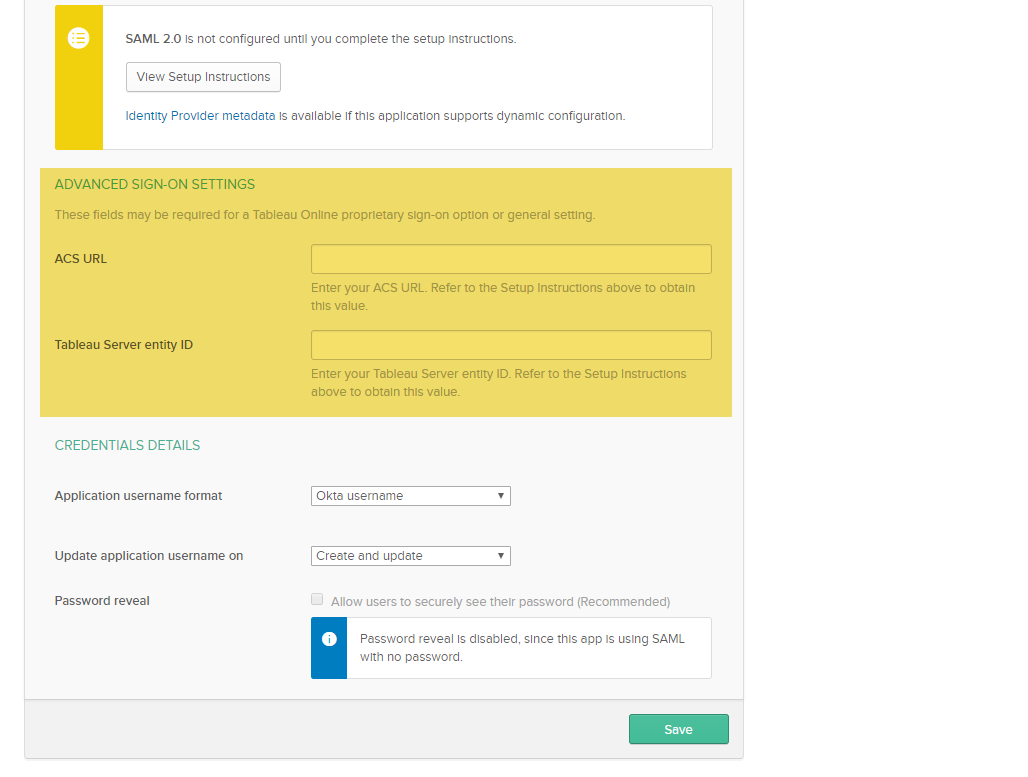 SAML 2.0 is not configured until you complete the setup instructions.
View Setup Instructions
Identity Provider metadata is available if this application supports dynamic configuration.
ADVANCED SIGN-ON SETTINGS
These fields may be required for a Tableau Online proprietary sign-on option or general setting.
ACS URL
Enter your ACS URL. Refer to the Setup Instructions above to obtain
this value.
Tableau Server entity ID
Enter your Tableau Server entity ID. Refer to the Setup Instructions
above to obtain this value.
CREDENTIALS DETAILS
Application username format
Okta username
Update application username on
Create and update
Password reveal
Allow users to securely see their password (Recommended)
Password reveal is disabled, since this app is using SAML
with no password.
Save